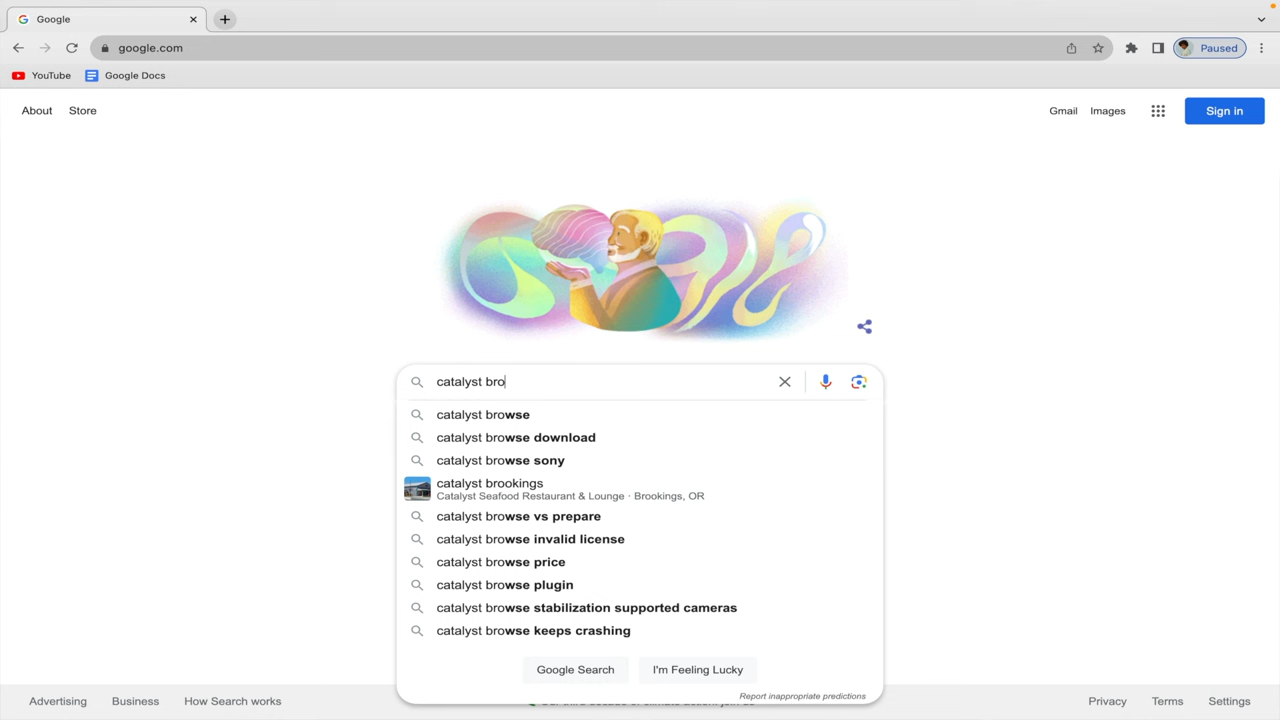 Google
google.com
Paused
YouTube
Google Docs
About
Store
Gmail
Images
Sign in
catalyst bro
catalyst browse
catalyst browse download
catalyst browse sony
catalyst brookings
Catalyst Seafood Restaurant & Lounge · Brookings, OR
catalyst browse vs prepare
catalyst browse invalid license
catalyst browse price
catalyst browse plugin
catalyst browse stabilization supported cameras
catalyst browse keeps crashing
Google Search
I'm Feeling Lucky
Report inappropriate predictions
Advertising
Business
How Search works
Privacy
Terms
Settings